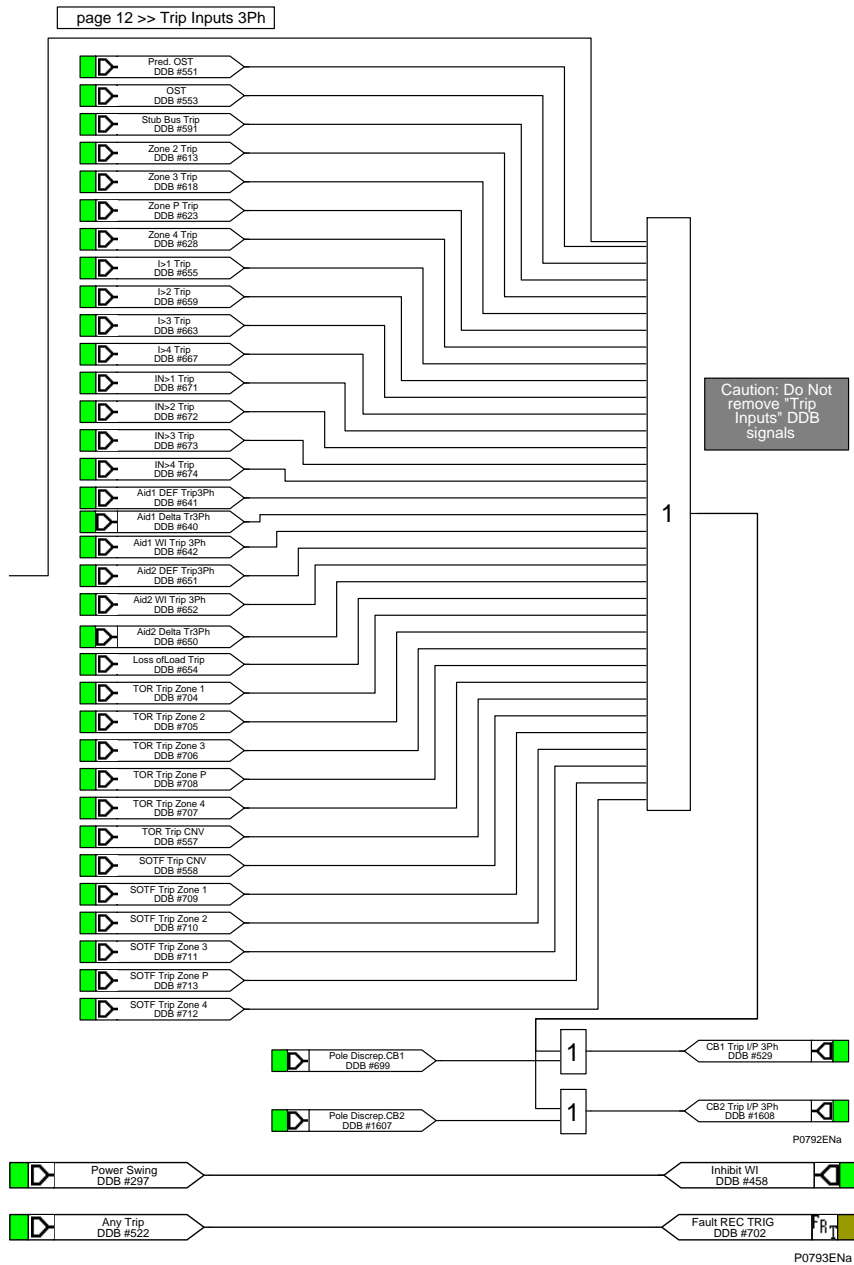 page 12 >> Trip Inputs 3Ph
Pred. OST
DDB #551
OST
DDB #553
Stub Bus Trip
DDB #591
Zone 2 Trip
DDB #613
Zone 3 Trip
DDB #618
Zone P Trip
DDB #623
Zone 4 Trip
DDB #628
I>1 Trip
DDB #655
I>2 Trip
DDB #659
I>3 Trip
DDB #663
I>4 Trip
DDB #667
IN>1 Trip
DDB #671
IN>2 Trip
DDB #672
IN>3 Trip
DDB #673
IN>4 Trip
DDB #674
Aid1 DEF Trip3Ph
DDB #641
Aid1 Delta Tr3Ph
DDB #640
Aid1 WI Trip 3Ph
DDB #642
Aid2 DEF Trip3Ph
DDB #651
Aid2 WI Trip 3Ph
DDB #652
Aid2 Delta Tr3Ph
DDB #650
Loss ofLoad Trip
DDB #654
TOR Trip Zone 1
DDB #704
TOR Trip Zone 2
DDB #705
TOR Trip Zone 3
DDB #706
TOR Trip Zone P
DDB #708
TOR Trip Zone 4
DDB #707
TOR Trip CNV
DDB #557
SOTF Trip CNV
DDB #558
SOTF Trip Zone 1
DDB #709
SOTF Trip Zone 2
DDB #710
SOTF Trip Zone 3
DDB #711
SOTF Trip Zone P
DDB #713
SOTF Trip Zone 4
DDB #712
1
Caution: Do Not
remove "Trip
Inputs" DDB
signals
Pole Discrep.CB1
DDB #699
1
CB1 Trip I/P 3Ph
DDB #529
Pole Discrep.CB2
DDB #1607
1
CB2 Trip I/P 3Ph
DDB #1608
P0792ENa
Power Swing
DDB #297
Inhibit WI
DDB #458
Any Trip
DDB #522
Fault REC TRIG
DDB #702
FRT
P0793ENa